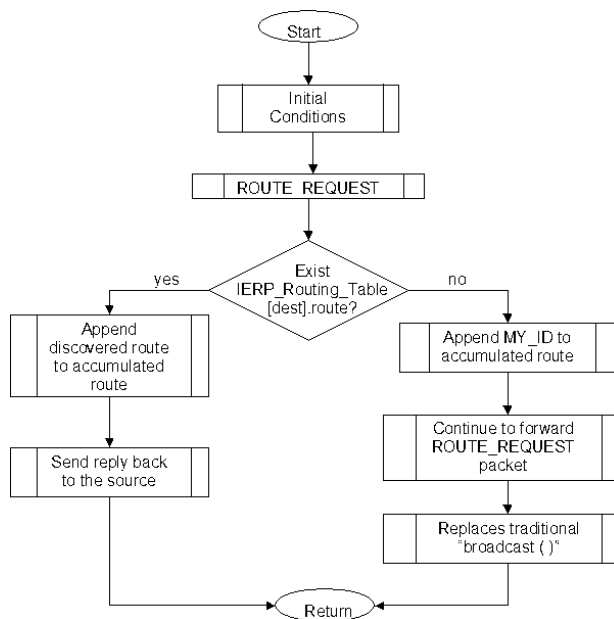 Start
Initial
Conditions
ROUTE_REQUEST
Exist
IERP_Routing_Table
[dest].route?
yes
no
Append
discovered route
to accumulated
route
Send reply back
to the source
Append MY_ID to
accumulated route
Continue to forward
ROUTE_REQUEST
packet
Replaces traditional
"broadcast ( )"
Return